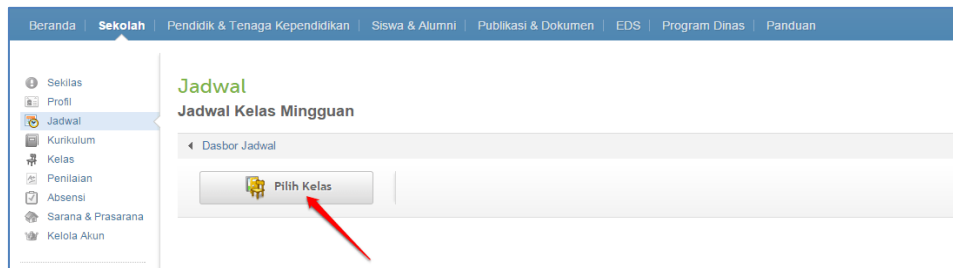 Beranda | Sekolah | Pendidik & Tenaga Kependidikan | Siswa & Alumni | Publikasi & Dokumen | EDS | Program Dinas | Panduan
Sekilas
Profil
Jadwal
Kurikulum
Kelas
Penilaian
Absensi
Sarana & Prasarana
Kelola Akun
Jadwal
Jadwal Kelas Mingguan
Dasbor Jadwal
Pilih Kelas